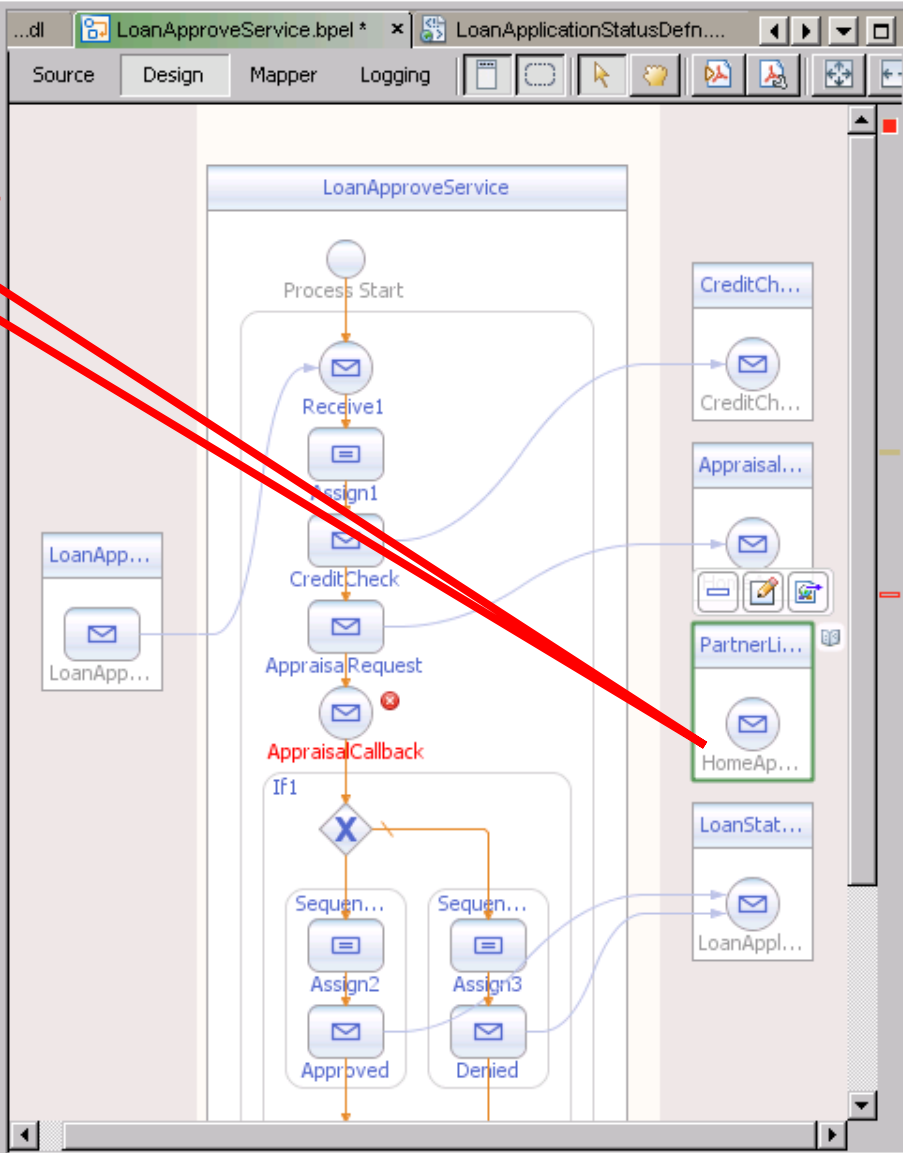 ...dl LoanApproveService.bpel * × LoanApplicationStatusDefn....
Source Design Mapper Logging
LoanApproveService
Process Start
CreditCh...
Receive1
CreditCh...
Assign1
Appraisal...
LoanApp...
CreditCheck
AppraisalRequest
PartnerLi...
LoanApp...
AppraisalCallback
HomeAp...
If1
X
LoanStat...
Sequen... Sequen...
LoanAppl...
Assign2 Assign3
Approved Denied